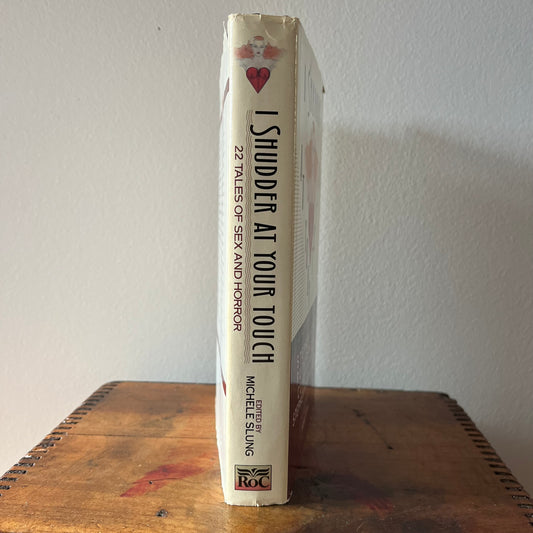 I SHUDDER AT YOUR TOUCH
22 TALES OF SEX AND HORROR
EDITED BY
MICHELE SLUNG
ROC